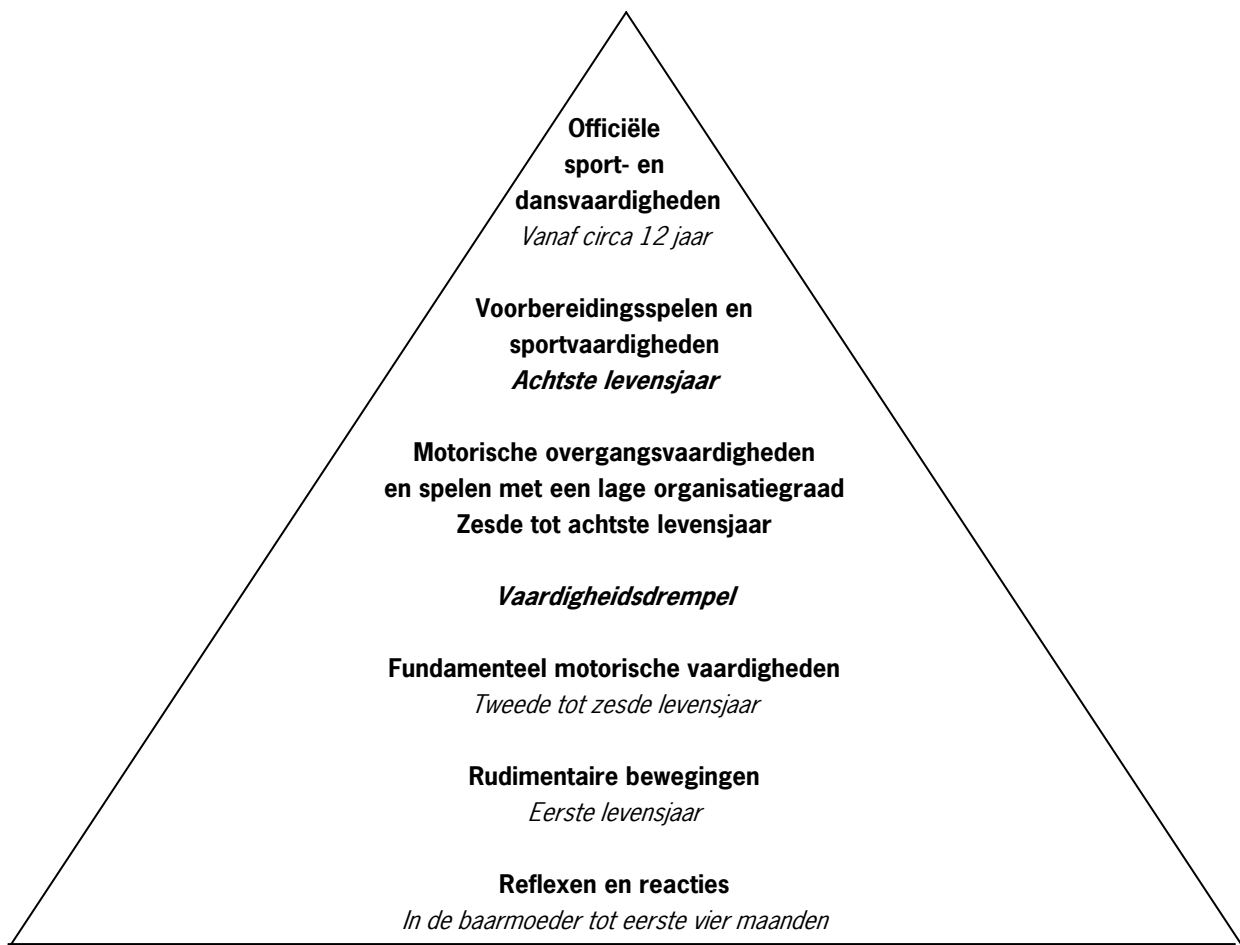 Officiële
sport- en
dansvaardigheden
Vanaf circa 12 jaar
Voorbereidingsspelen en
sportvaardigheden
Achtste levensjaar
Motorische overgangsvaardigheden
en spelen met een lage organisatiegraad
Zesde tot achtste levensjaar
Vaardigheidsdrempel
Fundamenteel motorische vaardigheden
Tweede tot zesde levensjaar
Rudimentaire bewegingen
Eerste levensjaar
Reflexen en reacties
In de baarmoeder tot eerste vier maanden